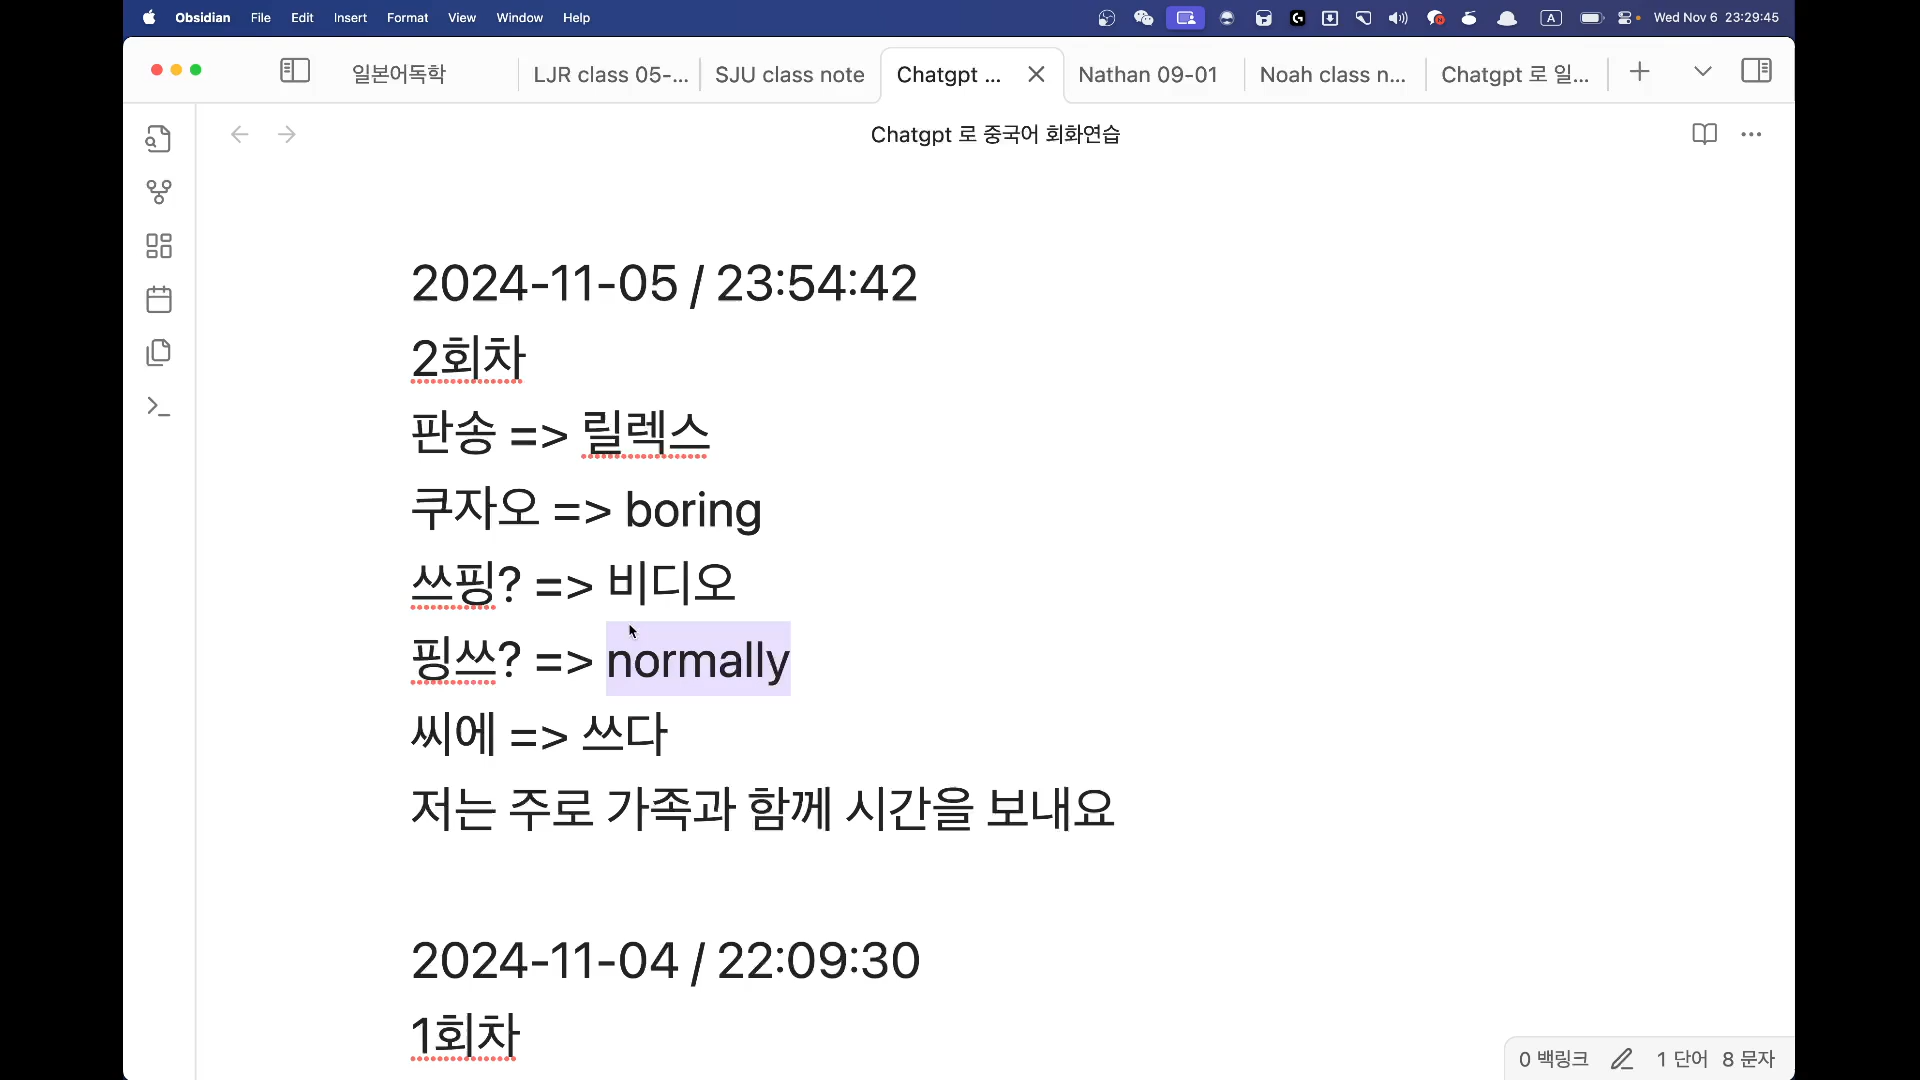 Obsidian File Edit Insert Format View Window Help A Wed Nov 6 23:29:45
일본어독학 LJR class 05-... SJU class note Chatgpt ... Nathan 09-01 Noah class n... Chatgpt 로 일...
Chatgpt 로 중국어 회화연습
2024-11-05 / 23:54:42
2회차
판송 => 릴렉스
쿠자오 => boring
쓰핑? => 비디오
핑쓰? => normally
씨에 => 쓰다
저는 주로 가족과 함께 시간을 보내요
2024-11-04 / 22:09:30
1회차
0 백링크 1 단어 8 문자